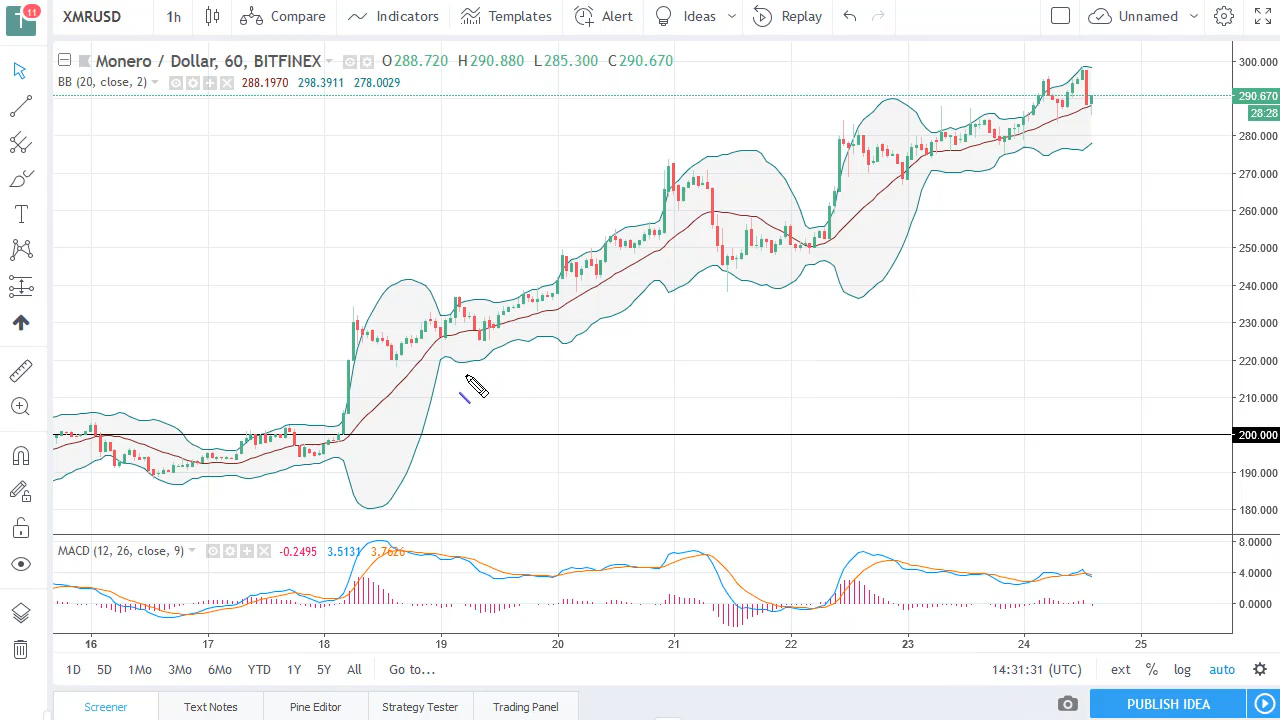 T 11 XMRUSD 1h Compare Indicators Templates Alert Ideas Replay Unnamed
Monero / Dollar, 60, BITFINEX O288.720 H290.880 L285.300 C290.670
BB (20, close, 2) 288.1970 298.3911 278.0029
300.000
290.670
28:28
280.000
270.000
260.000
250.000
240.000
230.000
220.000
210.000
200.000
190.000
180.000
MACD (12, 26, close, 9) -0.2495 3.5131 3.7626
8.0000
4.0000
0.0000
16 17 18 19 20 21 22 23 24 25
1D 5D 1Mo 3Mo 6Mo YTD 1Y 5Y All Go to... 14:31:31 (UTC) ext % log auto
Screener Text Notes Pine Editor Strategy Tester Trading Panel PUBLISH IDEA